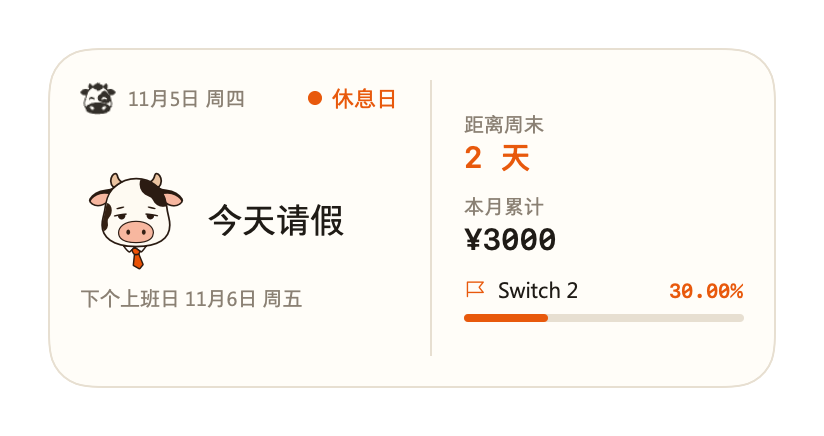 11月5日 周四
休息日
今天请假
下个上班日 11月6日 周五
距离周末
2 天
本月累计
¥3000
Switch 2
30.00%